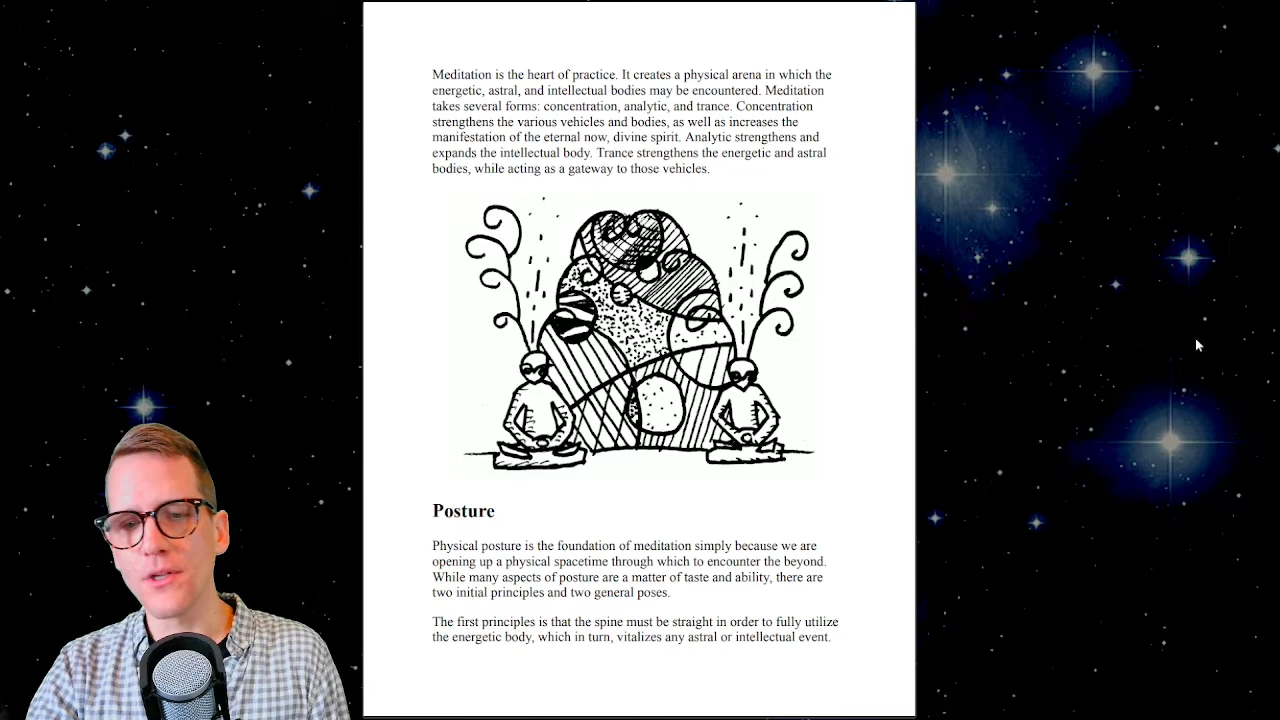 Meditation is the heart of practice. It creates a physical arena in which the
energetic, astral, and intellectual bodies may be encountered. Meditation
takes several forms: concentration, analytic, and trance. Concentration
strengthens the various vehicles and bodies, as well as increases the
manifestation of the eternal now, divine spirit. Analytic strengthens and
expands the intellectual body. Trance strengthens the energetic and astral
bodies, while acting as a gateway to those vehicles.
Posture
Physical posture is the foundation of meditation simply because we are
opening up a physical spacetime through which to encounter the beyond.
While many aspects of posture are a matter of taste and ability, there are
two initial principles and two general poses.
The first principles is that the spine must be straight in order to fully utilize
the energetic body, which in turn, vitalizes any astral or intellectual event.